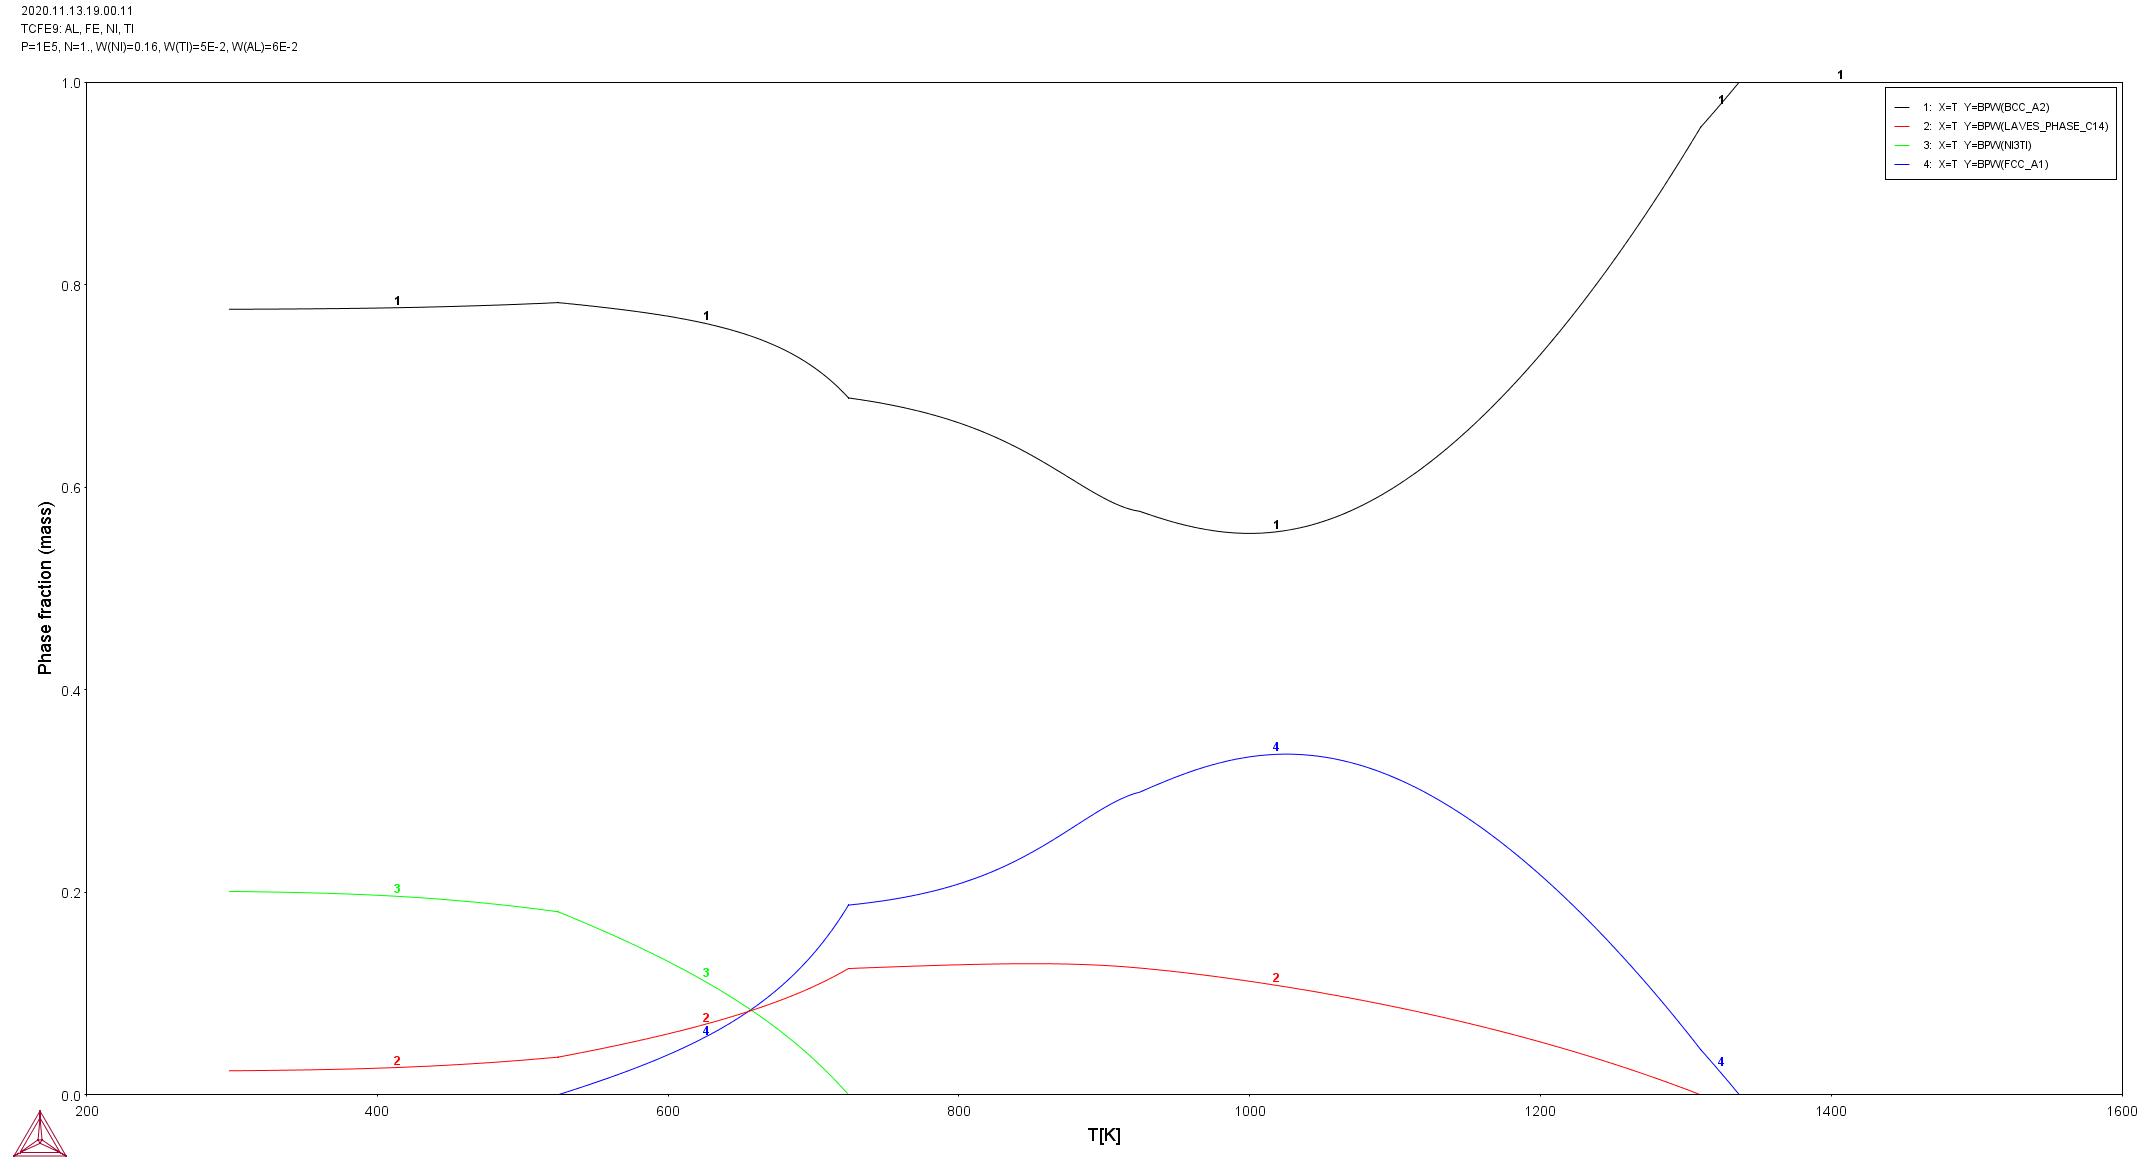 2020.11.13.19.00.11
TCFE9: AL, FE, NI, TI
P=1E5, N=1., W(NI)=0.16, W(TI)=5E-2, W(AL)=6E-2
1.0
0.8
0.6
0.4
0.2
0.0
Phase fraction (mass)
200 400 600 800 1000 1200 1400 1600
T[K]
1 1 1 1 1
2 2 2
3 3
4 4 4
1: X=T Y=BPW(BCC_A2)
2: X=T Y=BPW(LAVES_PHASE_C14)
3: X=T Y=BPW(NI3TI)
4: X=T Y=BPW(FCC_A1)